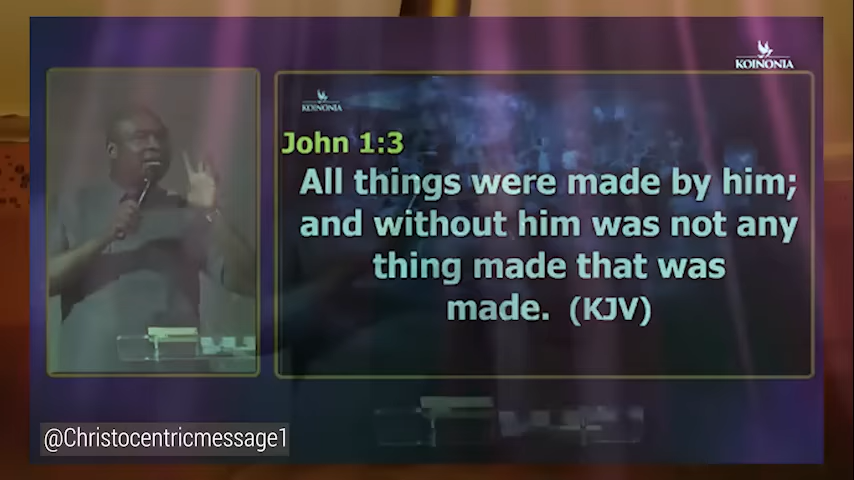 KOINONIA
KOINONIA
John 1:3
All things were made by him;
and without him was not any
thing made that was
made. (KJV)
@Christocentricmessage1